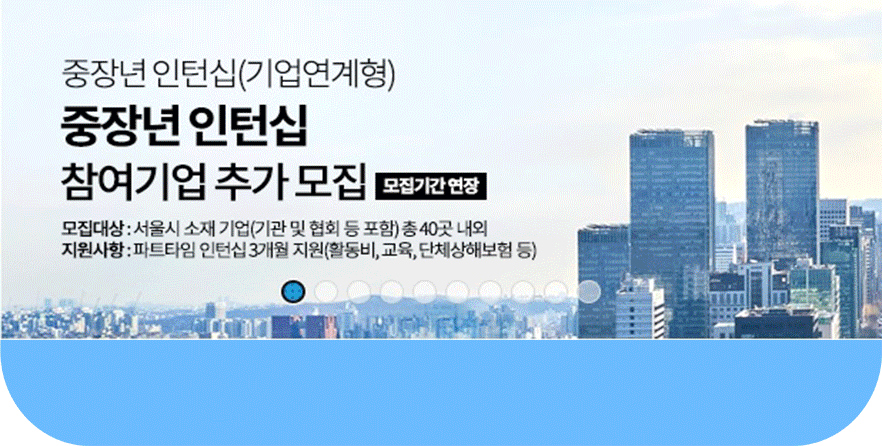 중장년 인턴십(기업연계형)
중장년 인턴십
참여기업 추가 모집 모집기간 연장
모집대상 : 서울시 소재 기업(기관 및 협회 등 포함) 총 40곳 내외
지원사항 : 파트타임 인턴십 3개월 지원(활동비, 교육, 단체상해보험 등)